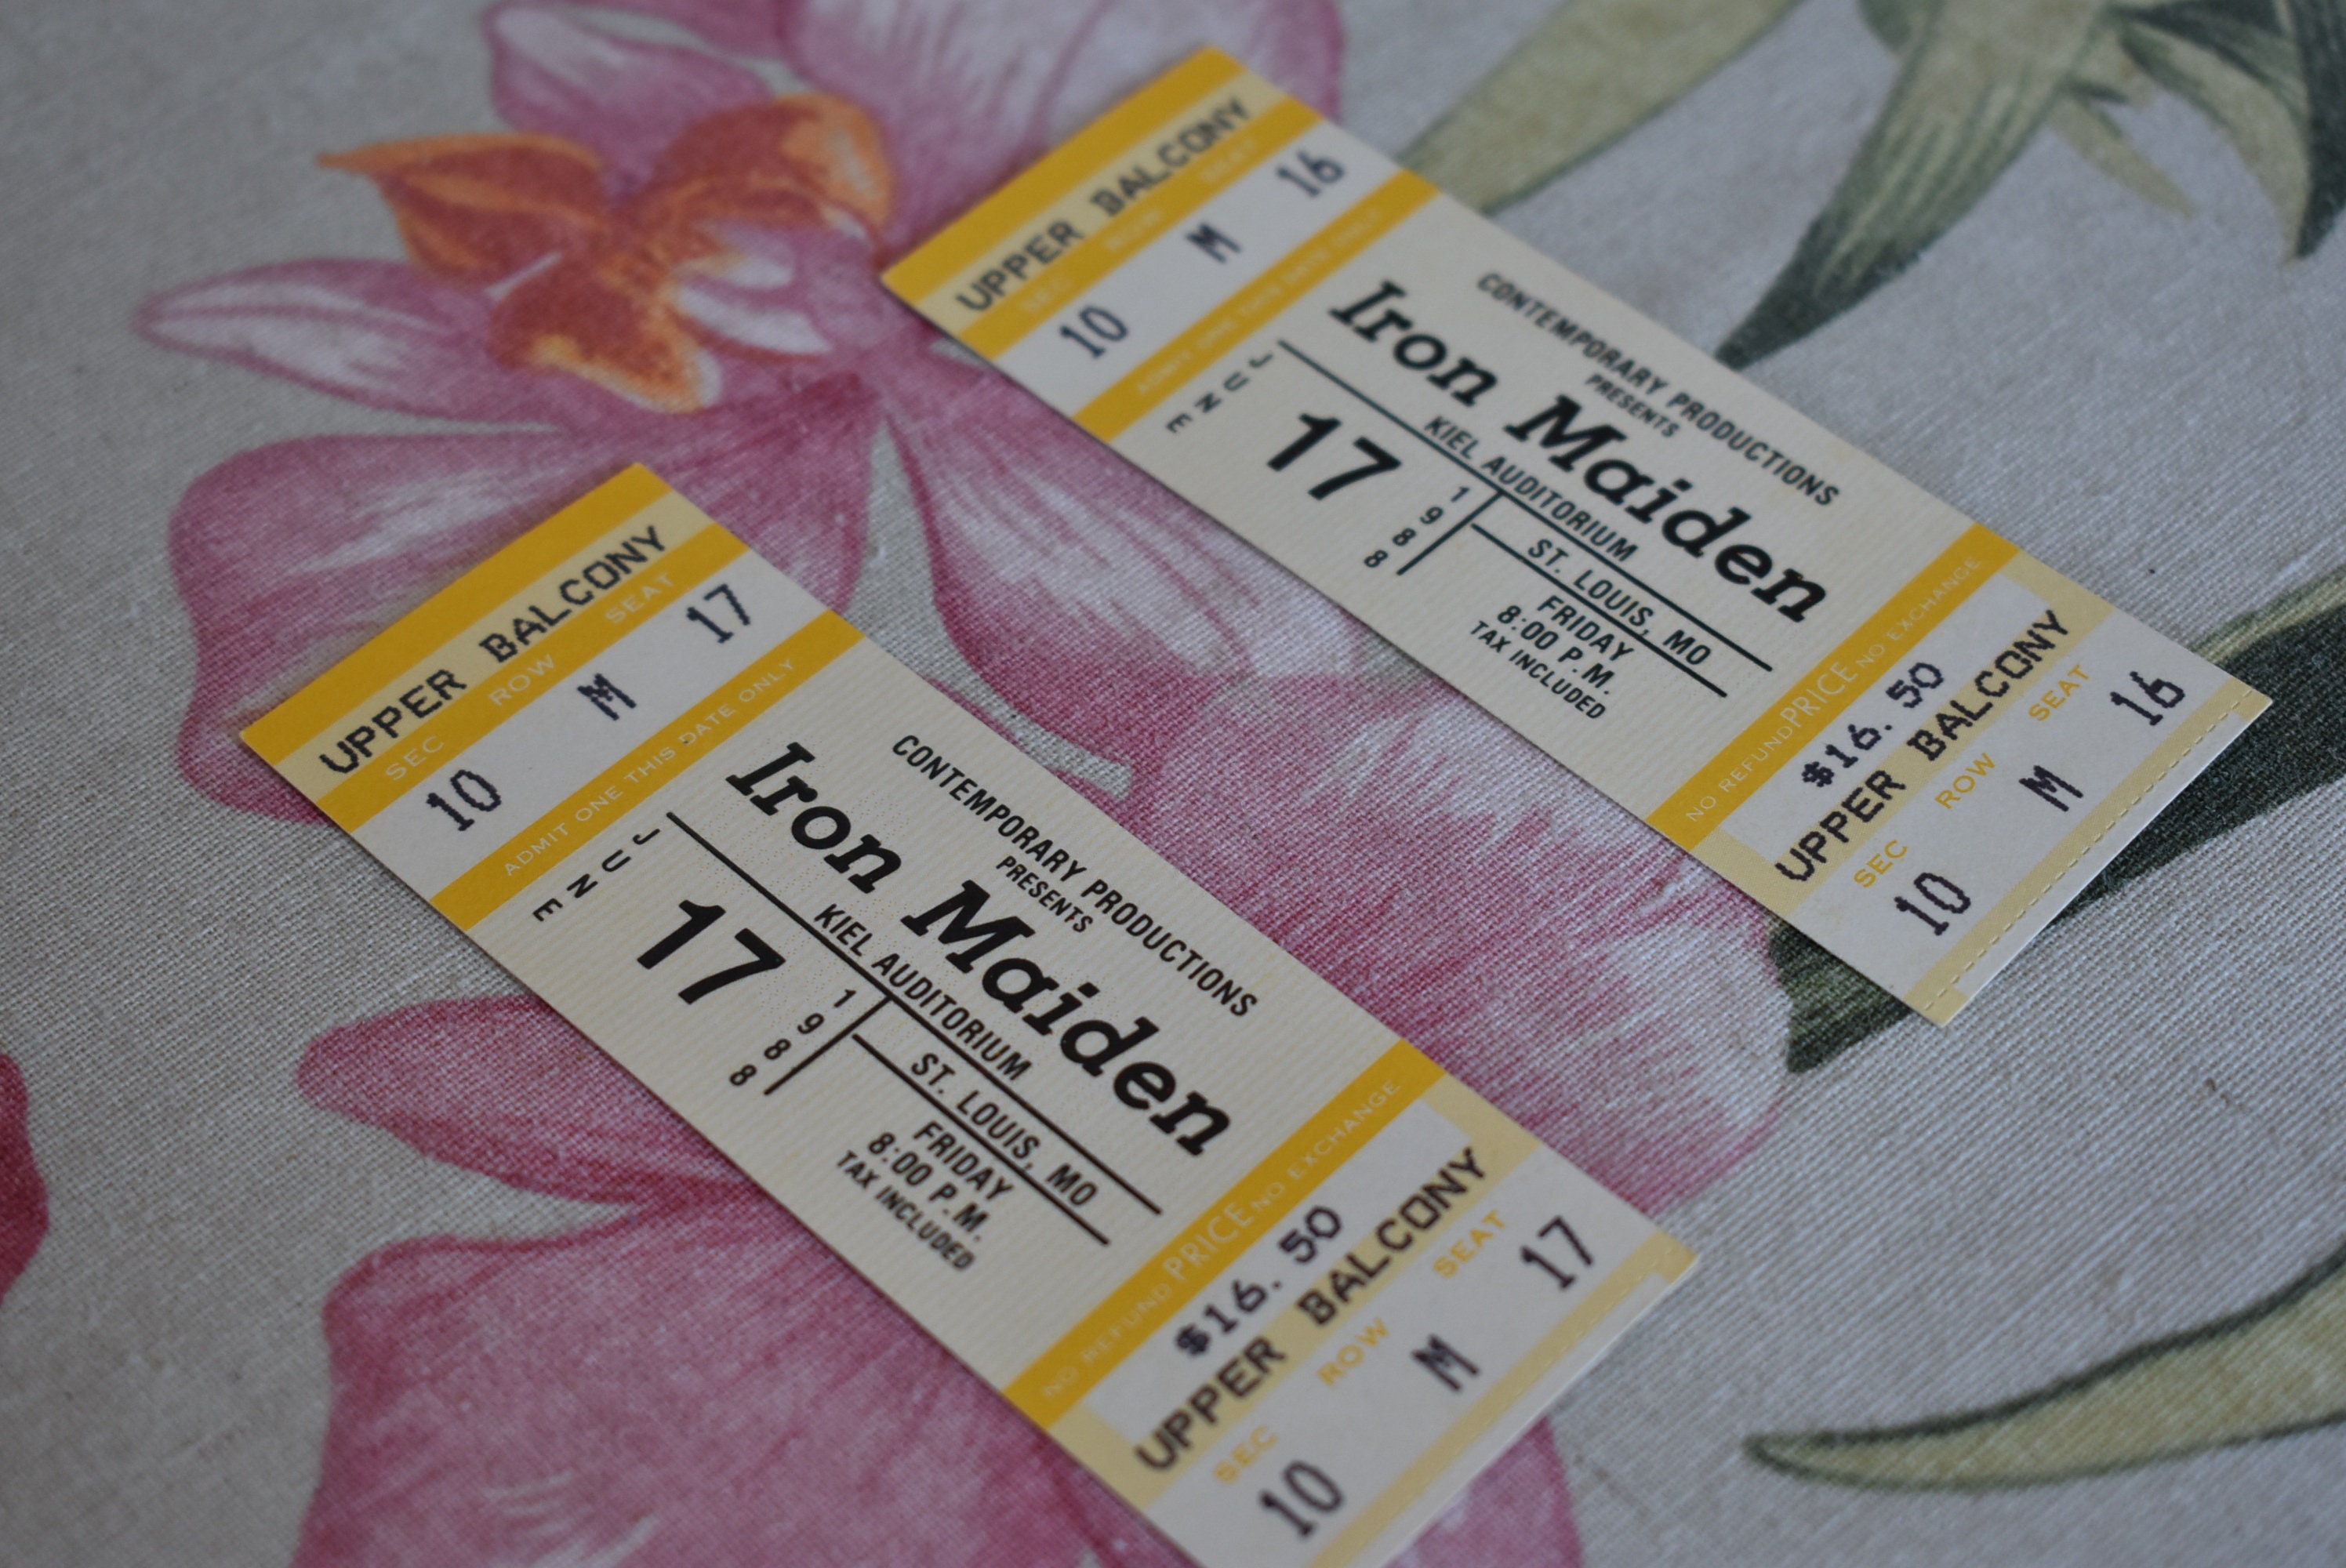 UPPER BALCONY
SEC ROW SEAT
10 M 16
ADMIT ONE THIS DATE ONLY
CONTEMPORARY PRODUCTIONS
PRESENTS
Iron Maiden
KIEL AUDITORIUM
JUNE
17
1988
ST. LOUIS, MO
FRIDAY
8:00 P.M.
TAX INCLUDED
NO REFUND PRICE NO EXCHANGE
$16.50
UPPER BALCONY
SEC ROW SEAT
10 M 16
UPPER BALCONY
SEC ROW SEAT
10 M 17
ADMIT ONE THIS DATE ONLY
CONTEMPORARY PRODUCTIONS
PRESENTS
Iron Maiden
KIEL AUDITORIUM
JUNE
17
1988
ST. LOUIS, MO
FRIDAY
8:00 P.M.
TAX INCLUDED
NO REFUND PRICE NO EXCHANGE
$16.50
UPPER BALCONY
SEC ROW SEAT
10 M 17